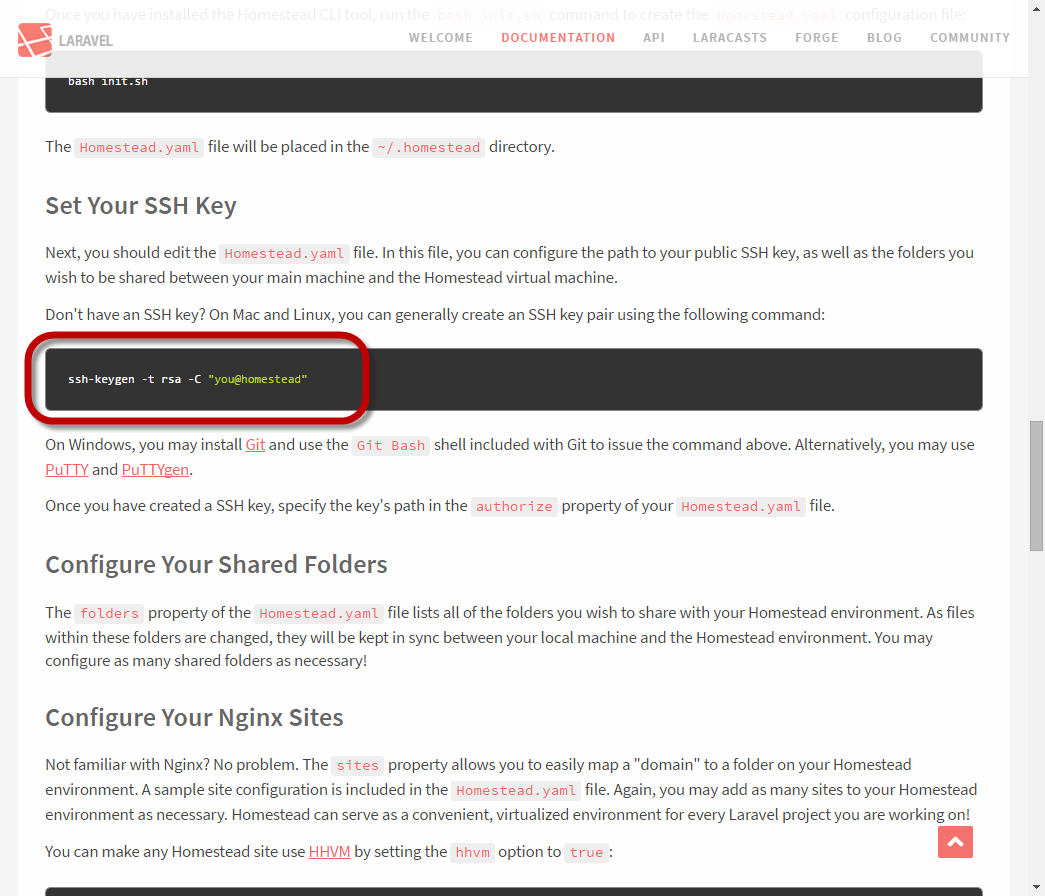 Once you have installed the Homestead CLI tool, run the bash init.sh command to create the Homestead.yaml configuration file:
LARAVEL
WELCOME DOCUMENTATION API LARACASTS FORGE BLOG COMMUNITY
bash init.sh
The Homestead.yaml file will be placed in the ~/.homestead directory.
Set Your SSH Key
Next, you should edit the Homestead.yaml file. In this file, you can configure the path to your public SSH key, as well as the folders you
wish to be shared between your main machine and the Homestead virtual machine.
Don't have an SSH key? On Mac and Linux, you can generally create an SSH key pair using the following command:
ssh-keygen -t rsa -C "you@homestead"
On Windows, you may install Git and use the Git Bash shell included with Git to issue the command above. Alternatively, you may use
PuTTY and PuTTYgen.
Once you have created a SSH key, specify the key's path in the authorize property of your Homestead.yaml file.
Configure Your Shared Folders
The folders property of the Homestead.yaml file lists all of the folders you wish to share with your Homestead environment. As files
within these folders are changed, they will be kept in sync between your local machine and the Homestead environment. You may
configure as many shared folders as necessary!
Configure Your Nginx Sites
Not familiar with Nginx? No problem. The sites property allows you to easily map a "domain" to a folder on your Homestead
environment. A sample site configuration is included in the Homestead.yaml file. Again, you may add as many sites to your Homestead
environment as necessary. Homestead can serve as a convenient, virtualized environment for every Laravel project you are working on!
You can make any Homestead site use HHVM by setting the hhvm option to true: